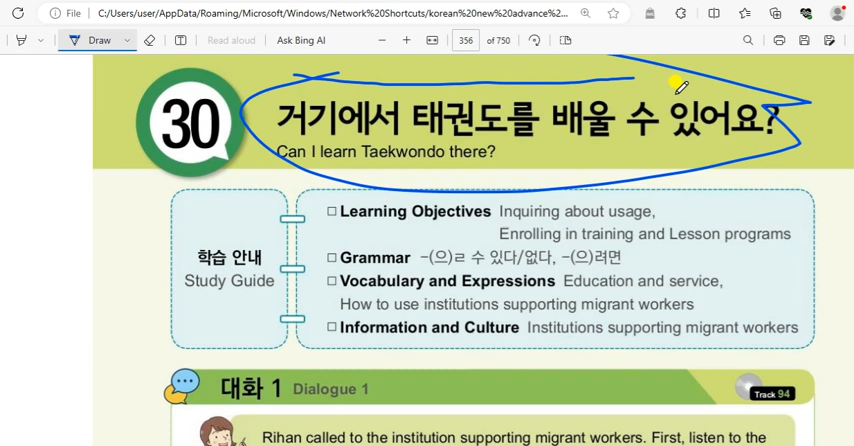 File
C:/Users/user/AppData/Roaming/Microsoft/Windows/Network%20Shortcuts/korean%20new%20advance%2...
Draw
Read aloud
Ask Bing AI
356
of 750
30
거기에서 태권도를 배울 수 있어요?
Can I learn Taekwondo there?
학습 안내
Study Guide
□ Learning Objectives Inquiring about usage,
Enrolling in training and Lesson programs
□ Grammar -(으)ㄹ 수 있다/없다, -(으)려면
□ Vocabulary and Expressions Education and service,
How to use institutions supporting migrant workers
□ Information and Culture Institutions supporting migrant workers
대화 1 Dialogue 1
Track 94
Rihan called to the institution supporting migrant workers. First, listen to the